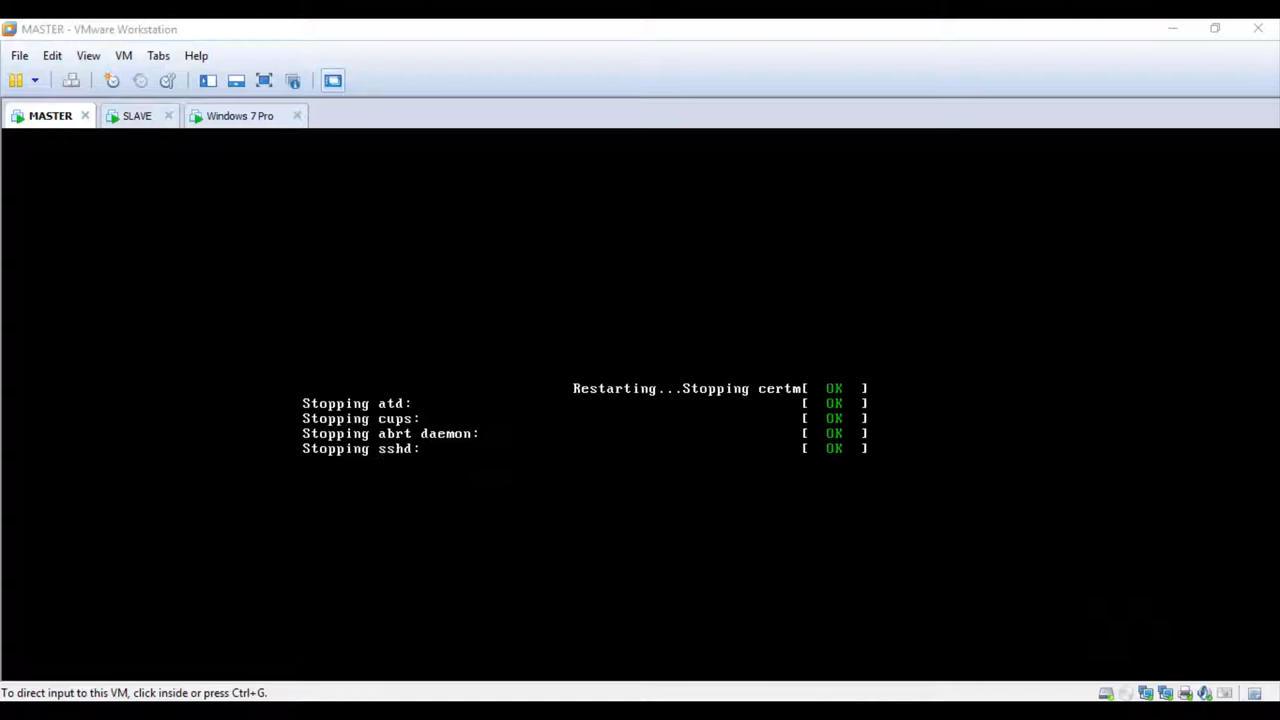 MASTER - VMware Workstation
File Edit View VM Tabs Help
MASTER SLAVE Windows 7 Pro
Restarting...Stopping certm[ OK ]
Stopping atd: [ OK ]
Stopping cups: [ OK ]
Stopping abrt daemon: [ OK ]
Stopping sshd: [ OK ]
To direct input to this VM, click inside or press Ctrl+G.